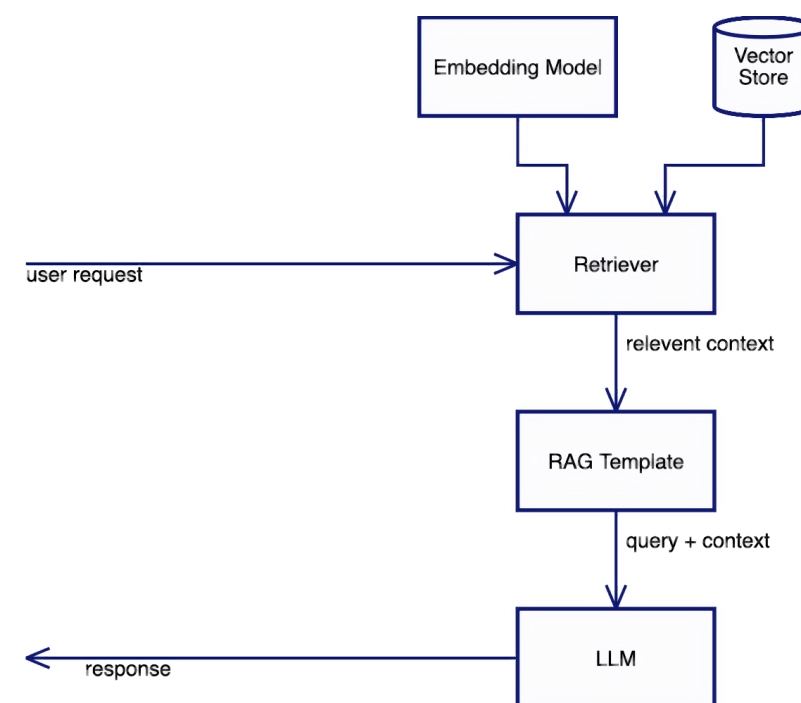 Embedding Model
Vector
Store
user request
Retriever
relevent context
RAG Template
query + context
LLM
response